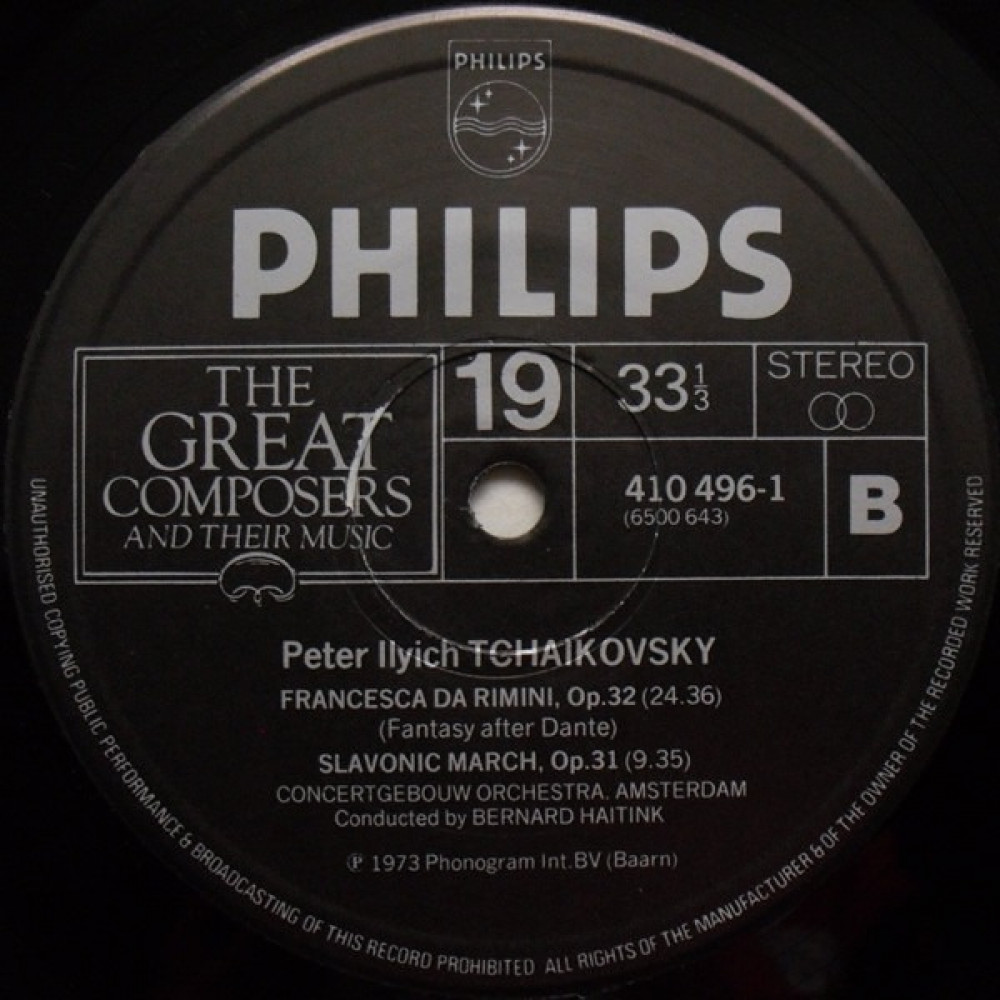 PHILIPS
PHILIPS
THE
GREAT
COMPOSERS
AND THEIR MUSIC
19
33 1/3
STEREO
410 496-1
(6500 643)
B
Peter Ilyich TCHAIKOVSKY
FRANCESCA DA RIMINI, Op.32 (24.36)
(Fantasy after Dante)
SLAVONIC MARCH, Op.31 (9.35)
CONCERTGEBOUW ORCHESTRA. AMSTERDAM
Conducted by BERNARD HAITINK
℗ 1973 Phonogram Int.BV (Baarn)
UNAUTHORISED COPYING PUBLIC PERFORMANCE & BROADCASTING OF THIS RECORD PROHIBITED ALL RIGHTS OF THE MANUFACTURER & OF THE OWNER OF THE RECORDED WORK RESERVED